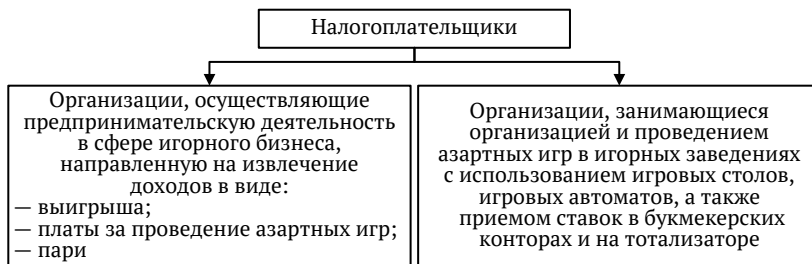 Налогоплательщики
Организации, осуществляющие
предпринимательскую деятельность
в сфере игорного бизнеса,
направленную на извлечение
доходов в виде:
— выигрыша;
— платы за проведение азартных игр;
— пари
Организации, занимающиеся
организацией и проведением
азартных игр в игорных заведениях
с использованием игровых столов,
игровых автоматов, а также
приемом ставок в букмекерских
конторах и на тотализаторе